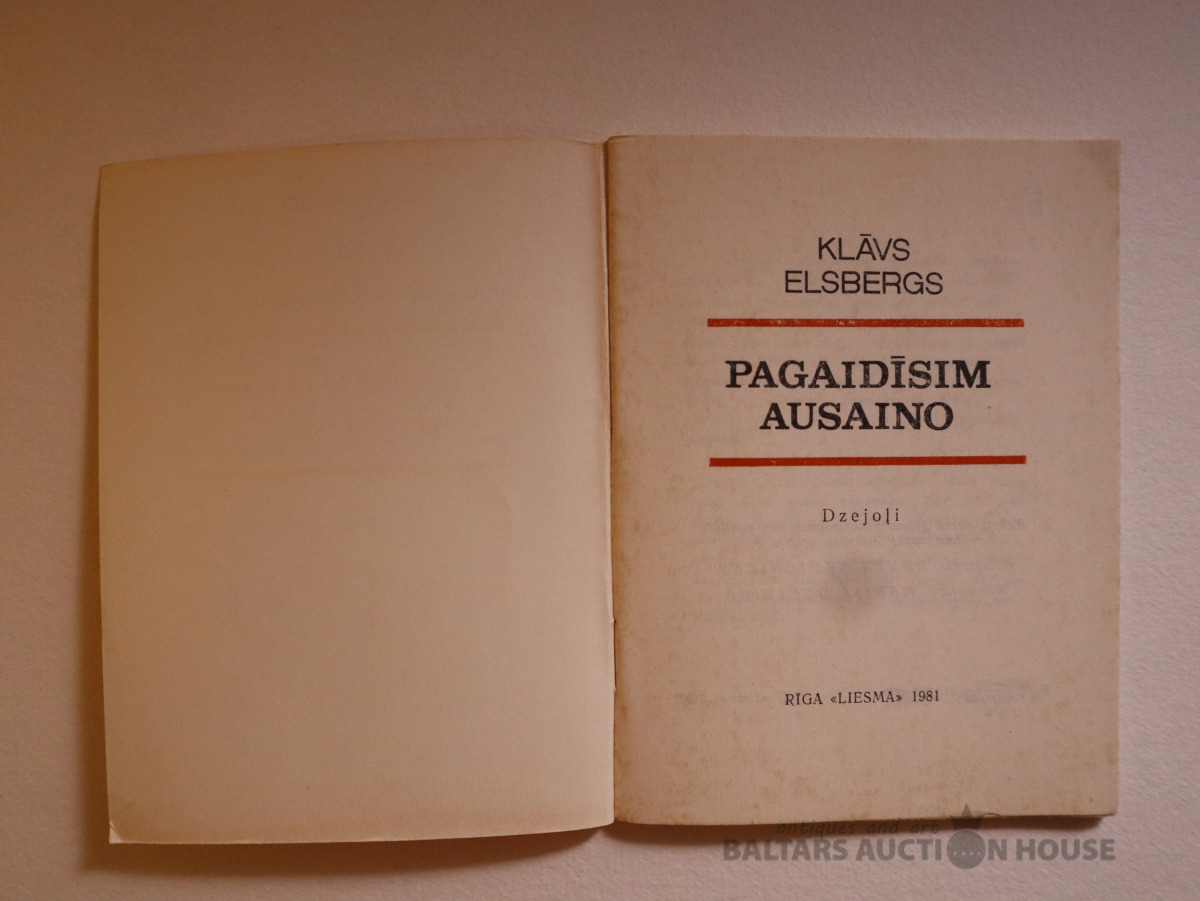 KLĀVS
ELSBERGS
PAGAIDĪSIM
AUSAINO
Dzejoļi
RĪGA «LIESMA» 1981
antiques and art
BALTARS AUCTION HOUSE